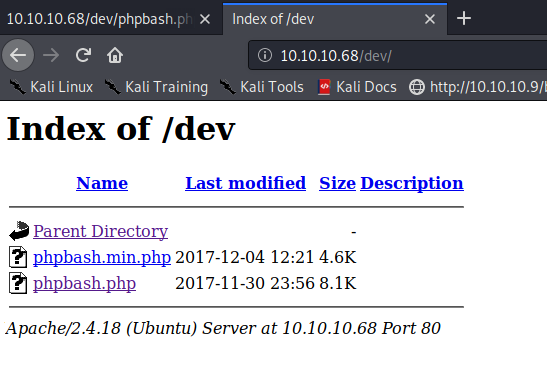 10.10.10.68/dev/phpbash.ph
Index of /dev
10.10.10.68/dev/
Kali Linux Kali Training Kali Tools Kali Docs http://10.10.10.9/
Index of /dev
Name Last modified Size Description
Parent Directory -
phpbash.min.php 2017-12-04 12:21 4.6K
phpbash.php 2017-11-30 23:56 8.1K
Apache/2.4.18 (Ubuntu) Server at 10.10.10.68 Port 80